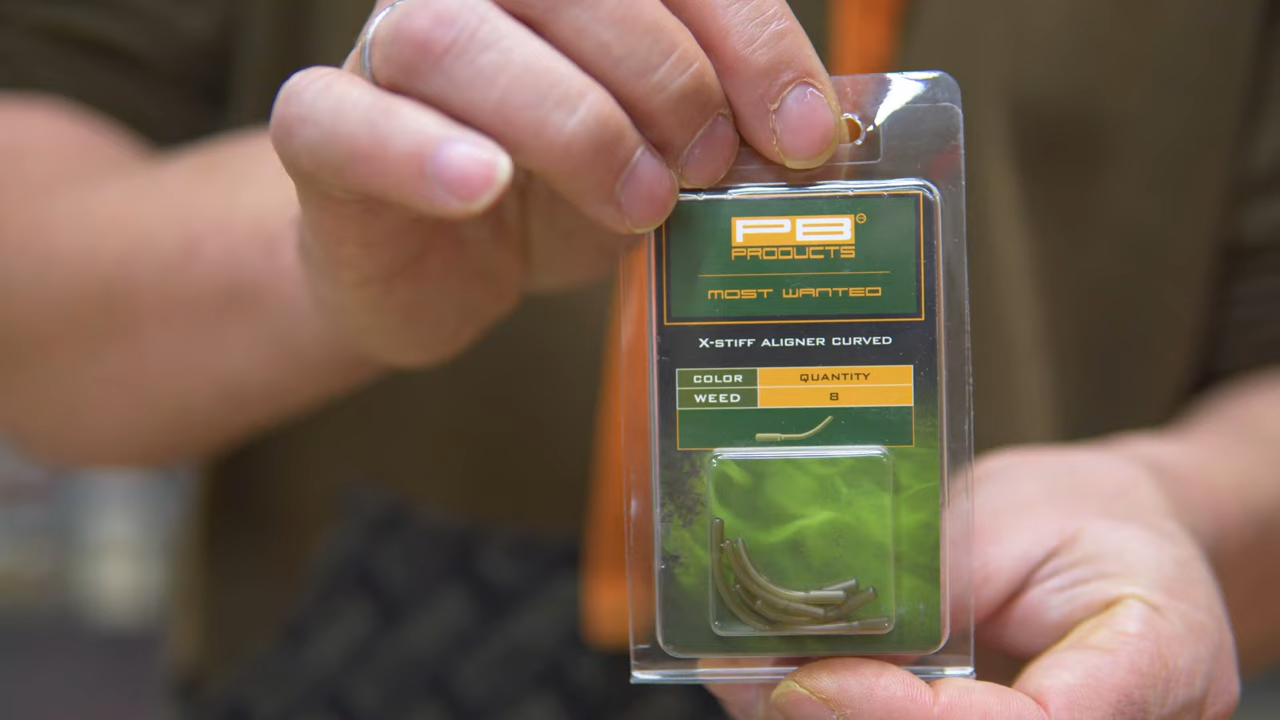 PB
PRODUCTS
MOST WANTED
X-STIFF ALIGNER CURVED
COLOR QUANTITY
WEED 8